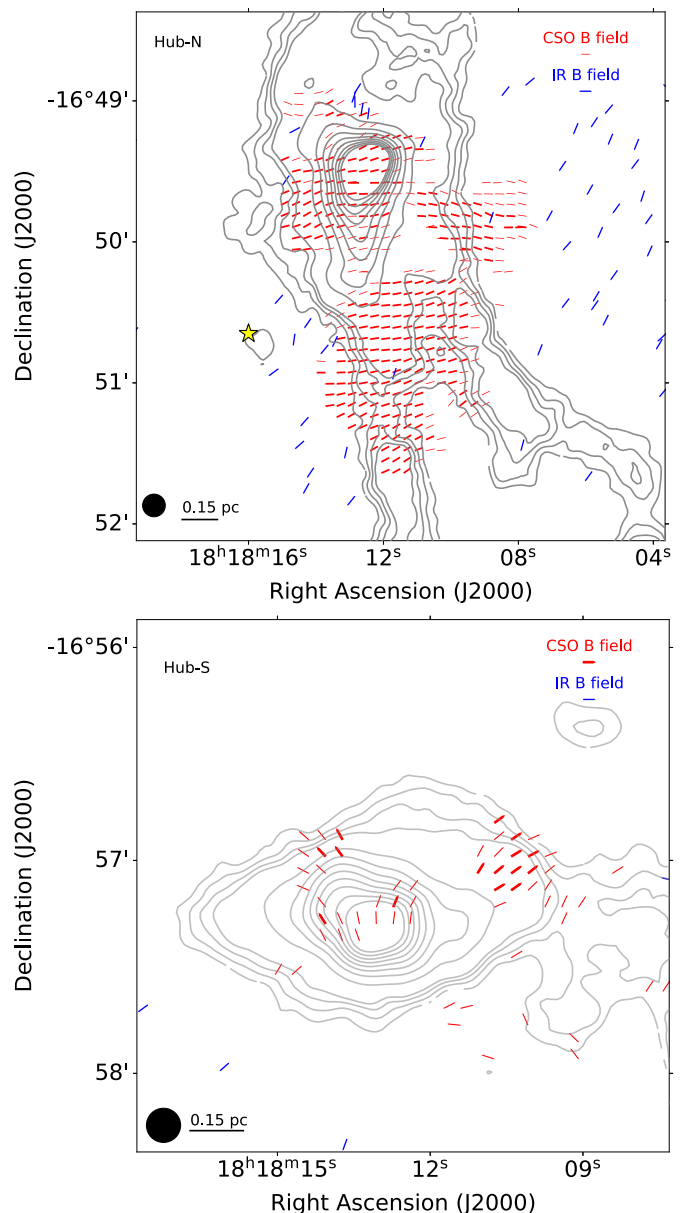 Hub-N
CSO B field
IR B field
-16°49'
50'
51'
52'
Declination (J2000)
0.15 pc
18ʰ18ᵐ16ˢ
12ˢ
08ˢ
04ˢ
Right Ascension (J2000)
Hub-S
CSO B field
IR B field
-16°56'
57'
58'
Declination (J2000)
0.15 pc
18ʰ18ᵐ15ˢ
12ˢ
09ˢ
Right Ascension (J2000)